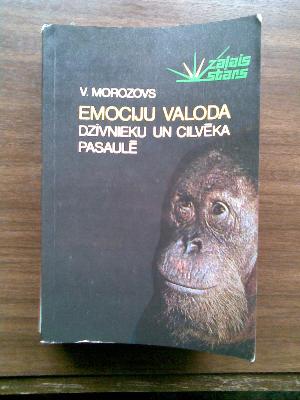 zaļais
stars
V. MOROZOVS
EMOCIJU VALODA
DZĪVNIEKU UN CILVĒKA
PASAULĒ